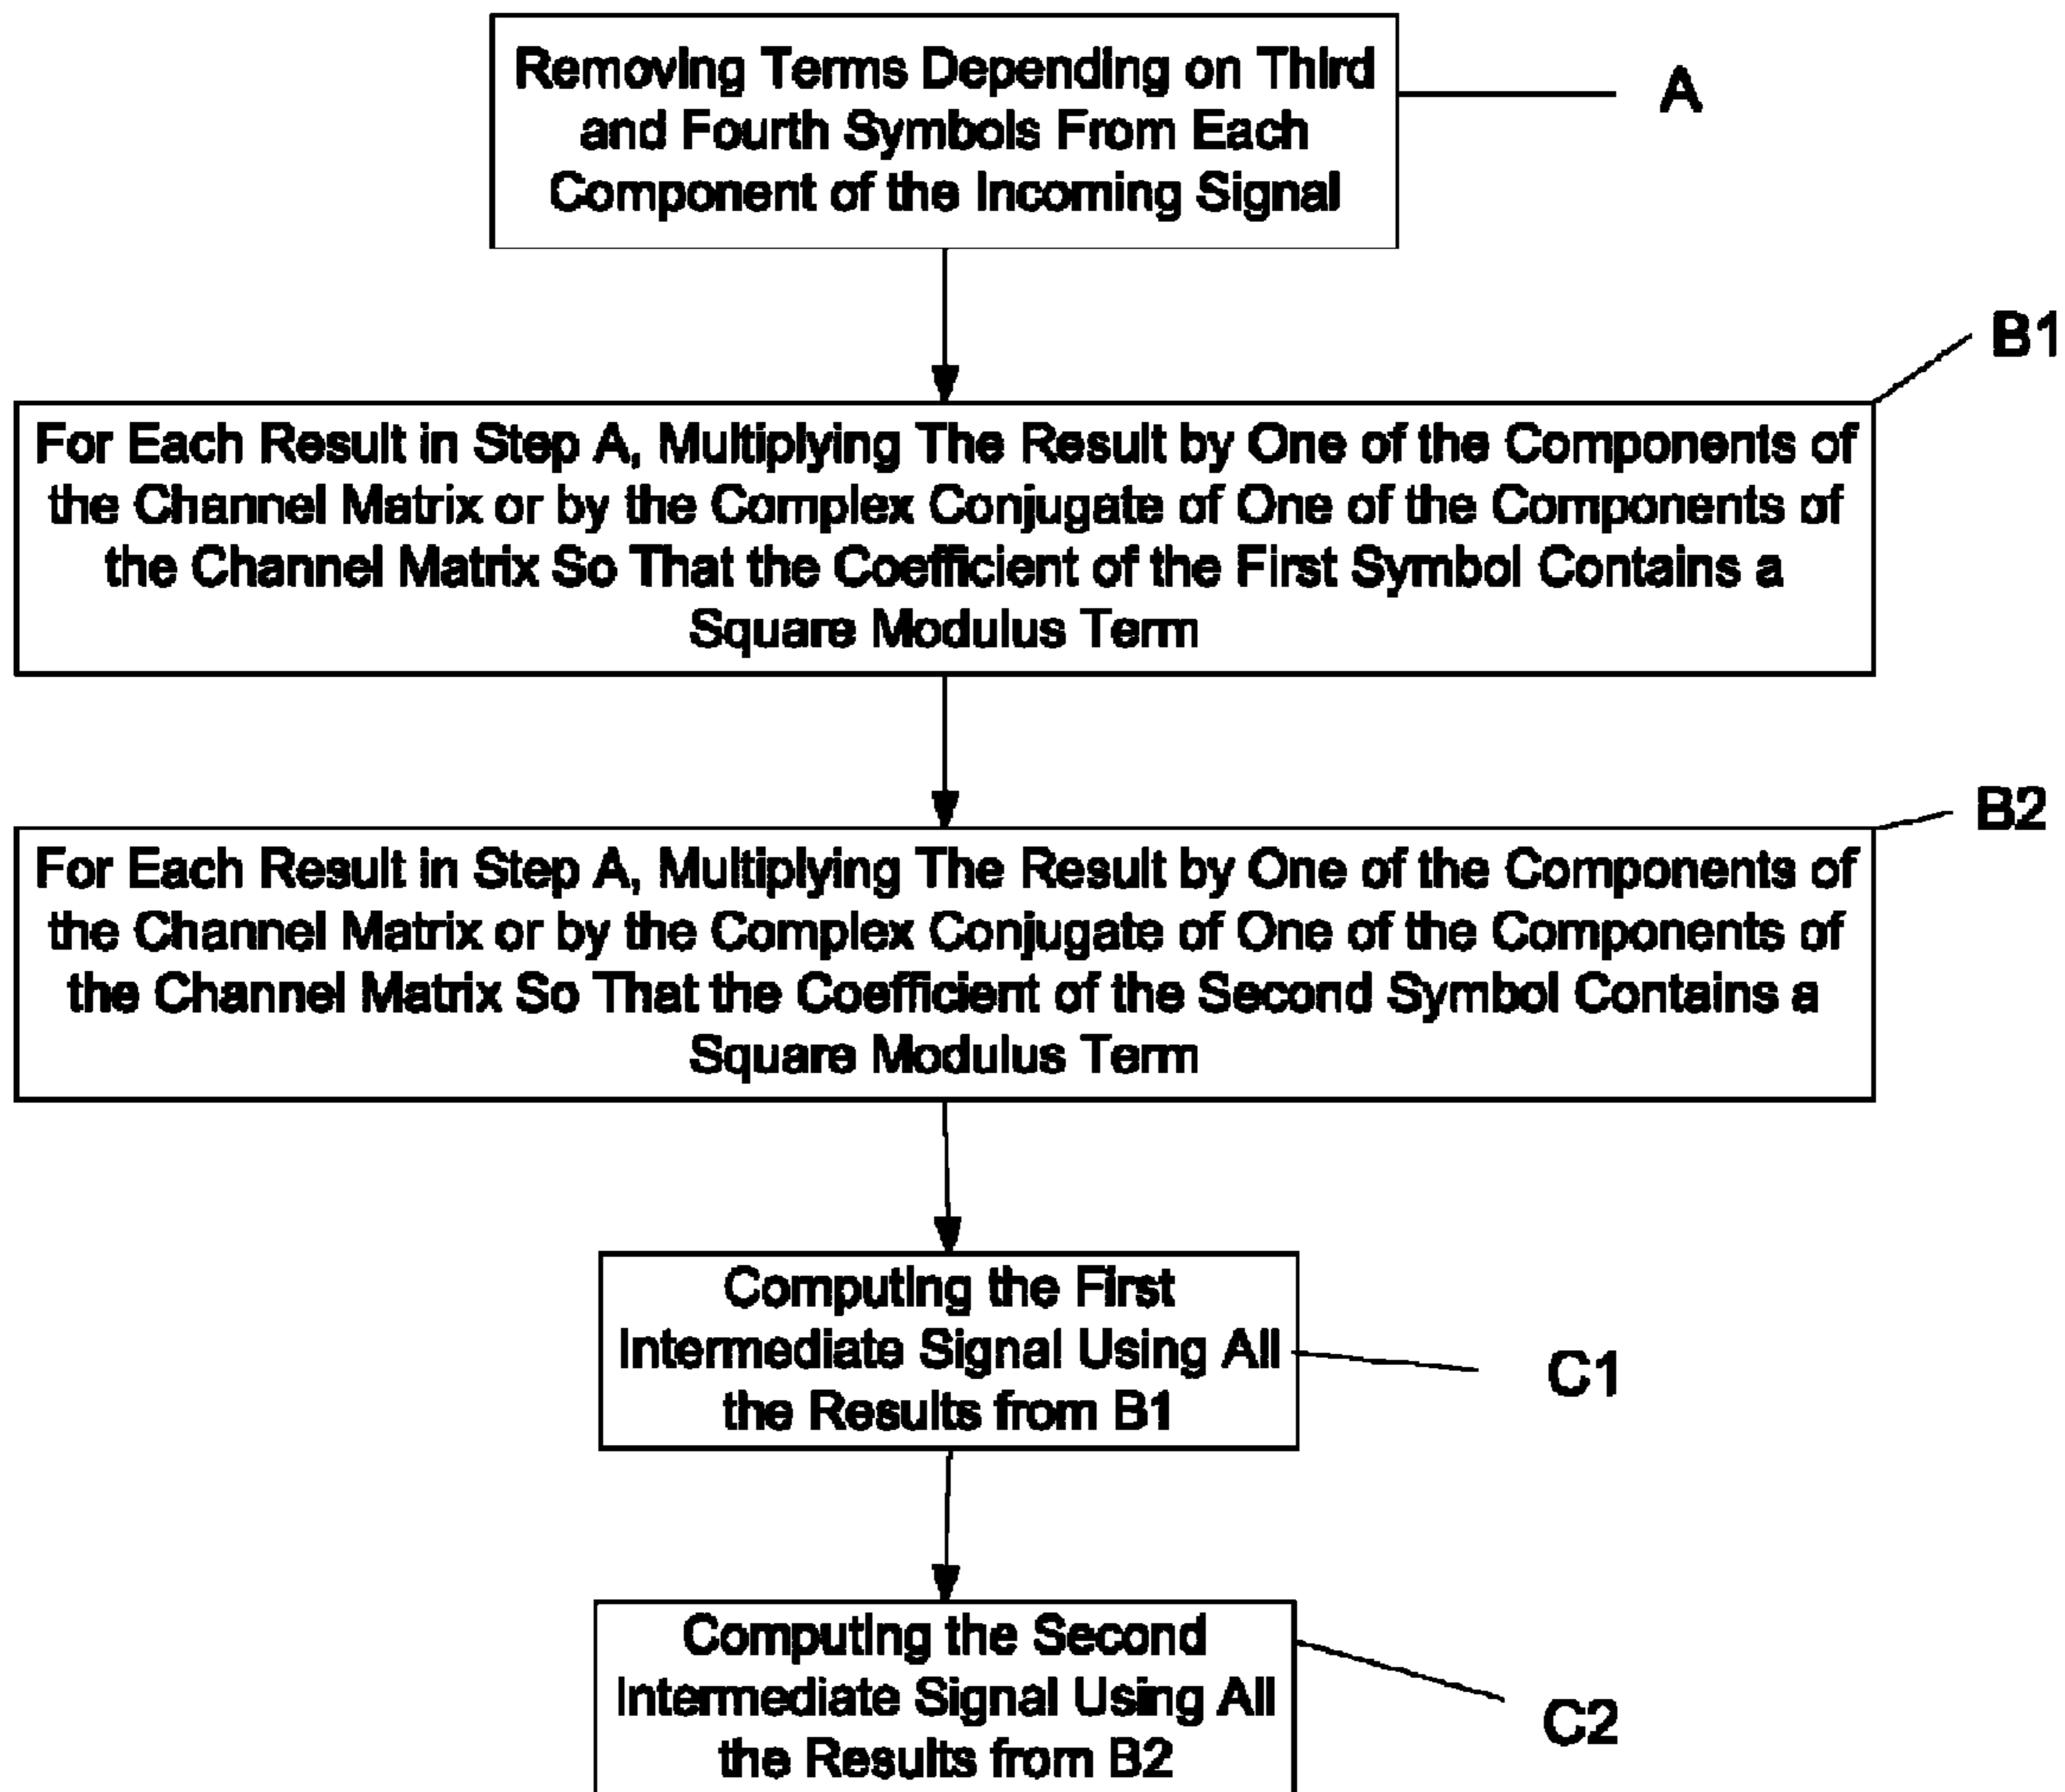 Removing Terms Depending on Third
and Fourth Symbols From Each
Component of the Incoming Signal
A
B1
For Each Result in Step A, Multiplying The Result by One of the Components of
the Channel Matrix or by the Complex Conjugate of One of the Components of
the Channel Matrix So That the Coefficient of the First Symbol Contains a
Square Modulus Term
B2
For Each Result in Step A, Multiplying The Result by One of the Components of
the Channel Matrix or by the Complex Conjugate of One of the Components of
the Channel Matrix So That the Coefficient of the Second Symbol Contains a
Square Modulus Term
Computing the First
Intermediate Signal Using All
the Results from B1
C1
Computing the Second
Intermediate Signal Using All
the Results from B2
C2